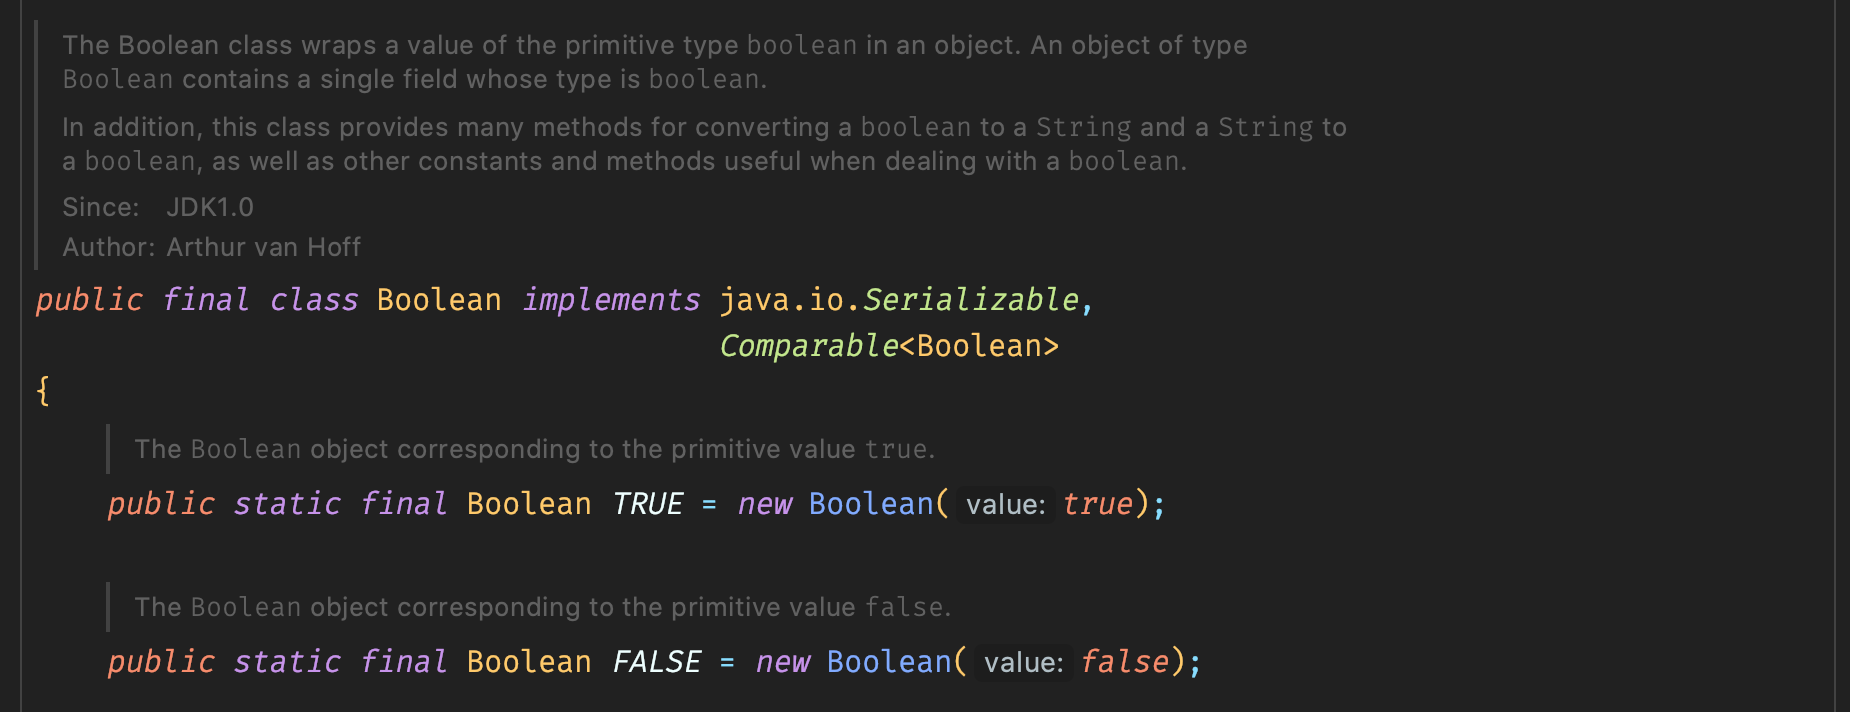 The Boolean class wraps a value of the primitive type boolean in an object. An object of type
Boolean contains a single field whose type is boolean.
In addition, this class provides many methods for converting a boolean to a String and a String to
a boolean, as well as other constants and methods useful when dealing with a boolean.
Since: JDK1.0
Author: Arthur van Hoff
public final class Boolean implements java.io.Serializable,
Comparable<Boolean>
{
The Boolean object corresponding to the primitive value true.
public static final Boolean TRUE = new Boolean( value: true);
The Boolean object corresponding to the primitive value false.
public static final Boolean FALSE = new Boolean( value: false);